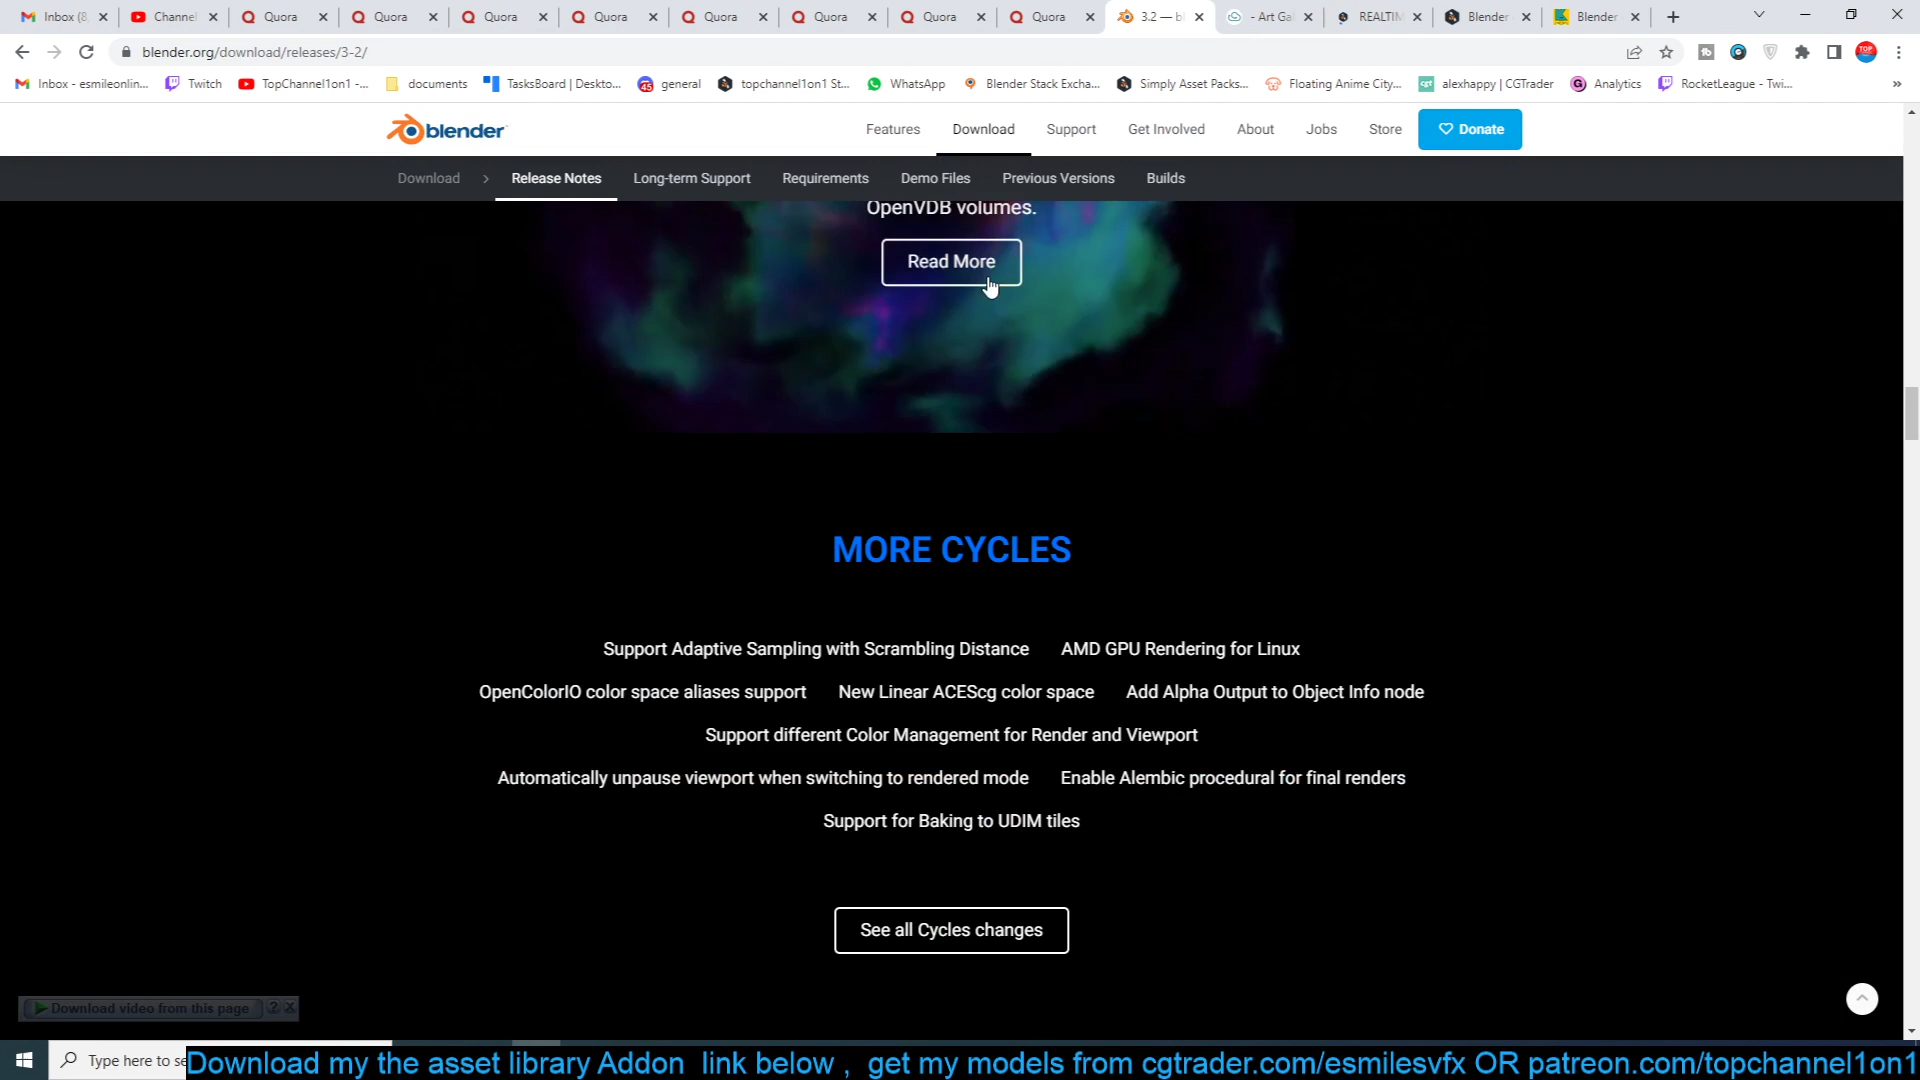 Inbox (8, Channel Quora Quora Quora Quora Quora Quora Quora Quora 3.2 — bl - Art Ga REALTIM Blender Blender
blender.org/download/releases/3-2/
Inbox - esmileonlin... Twitch TopChannel1on1 -... documents TasksBoard | Deskto... 45 general topchannel1on1 St... WhatsApp Blender Stack Excha... Simply Asset Packs... Floating Anime City... cgt alexhappy | CGTrader Analytics RocketLeague - Twi... »
blender Features Download Support Get Involved About Jobs Store Donate
Download > Release Notes Long-term Support Requirements Demo Files Previous Versions Builds
OpenVDB volumes.
Read More
MORE CYCLES
Support Adaptive Sampling with Scrambling Distance AMD GPU Rendering for Linux
OpenColorIO color space aliases support New Linear ACEScg color space Add Alpha Output to Object Info node
Support different Color Management for Render and Viewport
Automatically unpause viewport when switching to rendered mode Enable Alembic procedural for final renders
Support for Baking to UDIM tiles
See all Cycles changes
Download video from this page ? X
Type here to se Download my the asset library Addon link below , get my models from cgtrader.com/esmilesvfx OR patreon.com/topchannel1on1